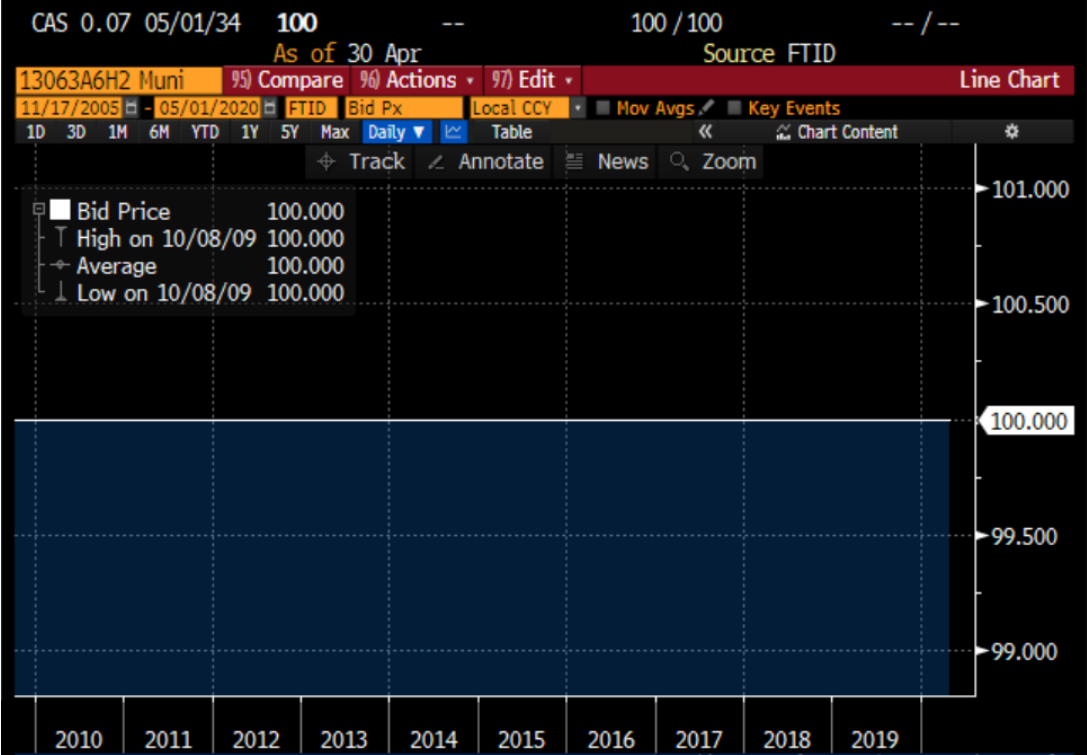 CAS 0.07 05/01/34 100 -- 100 / 100 -- / --
As of 30 Apr Source FTID
13063A6H2 Muni 95) Compare 96) Actions 97) Edit Line Chart
11/17/2005 - 05/01/2020 FTID Bid Px Local CCY Mov Avgs Key Events
1D 3D 1M 6M YTD 1Y 5Y Max Daily ▼ Table « Chart Content
Track Annotate News Zoom
101.000
Bid Price 100.000
High on 10/08/09 100.000
Average 100.000
Low on 10/08/09 100.000
100.500
100.000
99.500
99.000
2010 2011 2012 2013 2014 2015 2016 2017 2018 2019